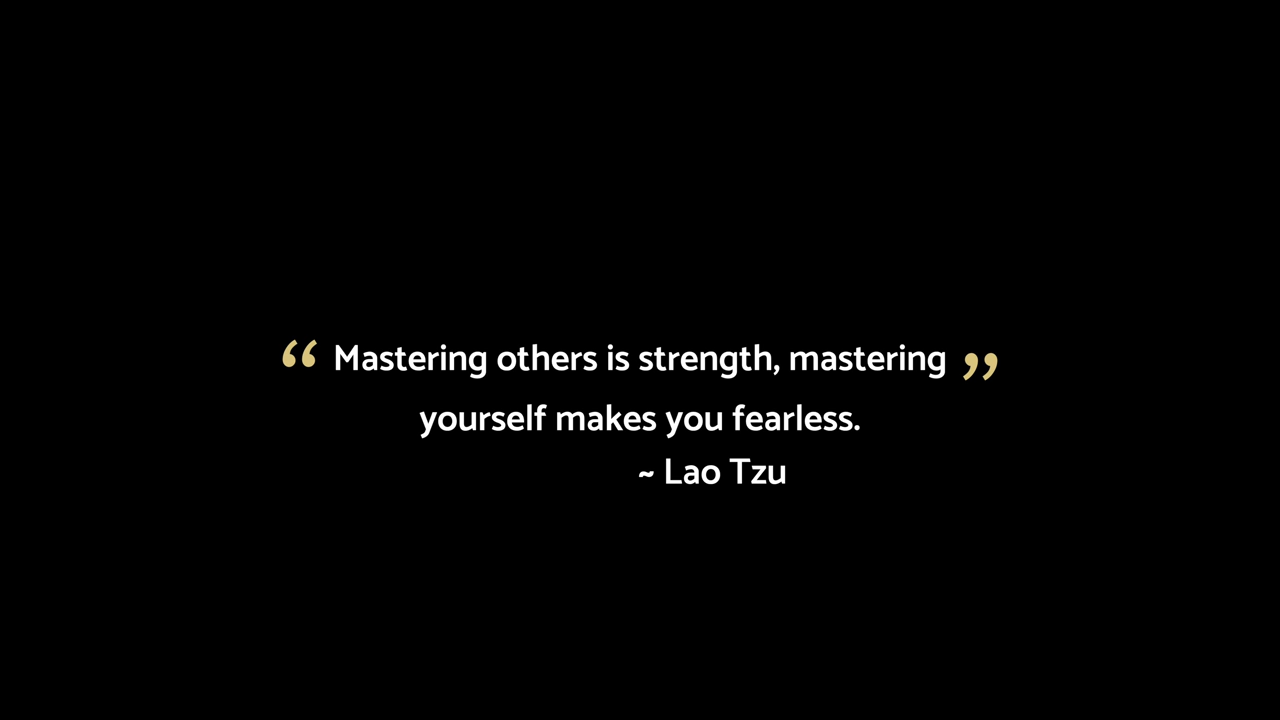 “ Mastering others is strength, mastering ”
yourself makes you fearless.
~ Lao Tzu